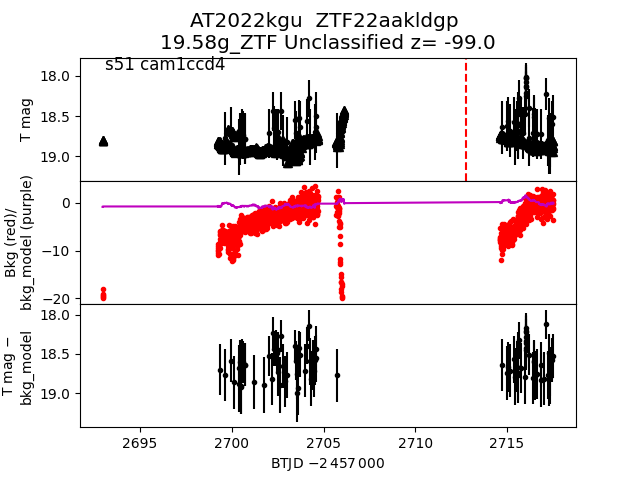 AT2022kgu  ZTF22aakldgp
19.58g_ZTF Unclassified z= -99.0
s51 cam1ccd4
18.0
18.5
19.0
T mag
0
−10
−20
Bkg (red)/
bkg_model (purple)
18.0
18.5
19.0
T mag −
bkg_model
2695
2700
2705
2710
2715
BTJD −2 457 000